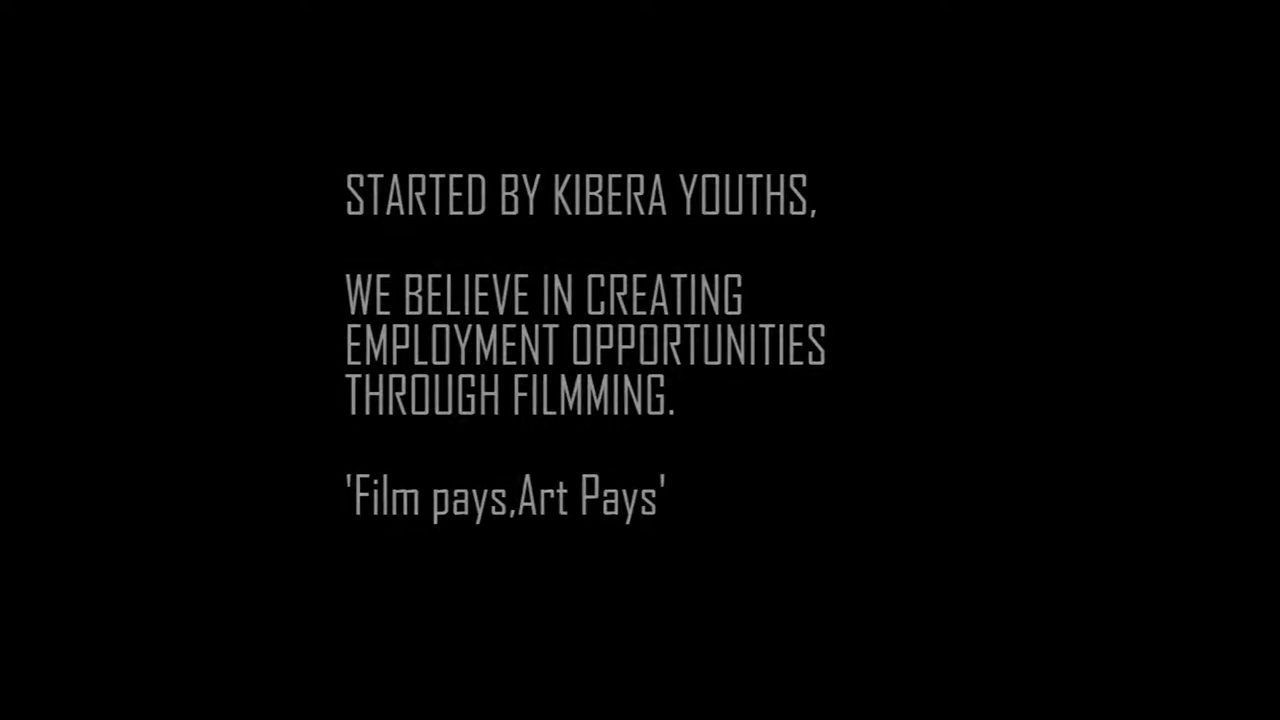 STARTED BY KIBERA YOUTHS,
WE BELIEVE IN CREATING
EMPLOYMENT OPPORTUNITIES
THROUGH FILMMING.
'Film pays,Art Pays'